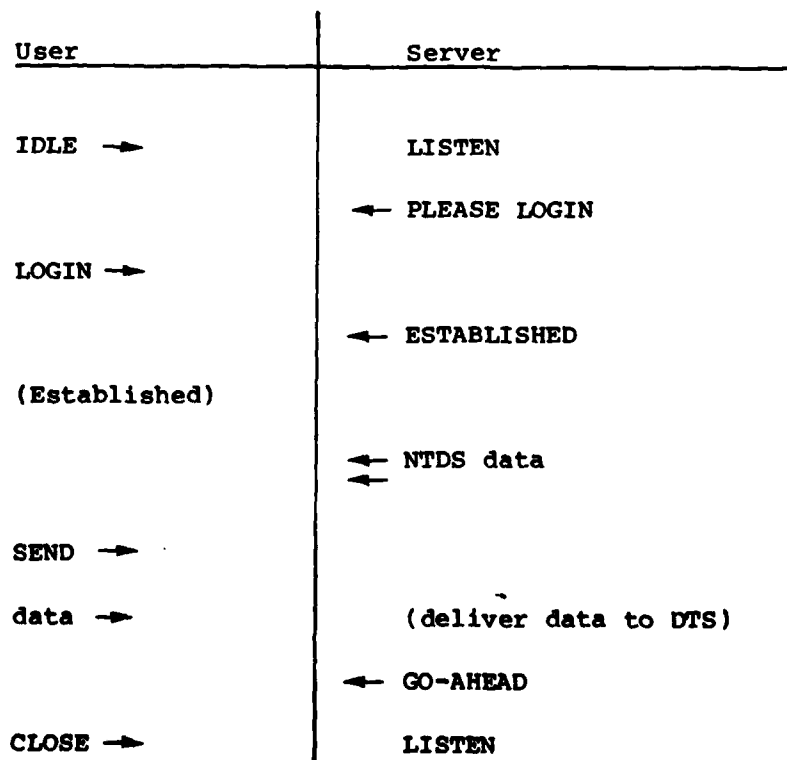 User Server
IDLE → LISTEN
← PLEASE LOGIN
LOGIN →
← ESTABLISHED
(Established)
← NTDS data
←
SEND →
data → (deliver data to DTS)
← GO-AHEAD
CLOSE → LISTEN